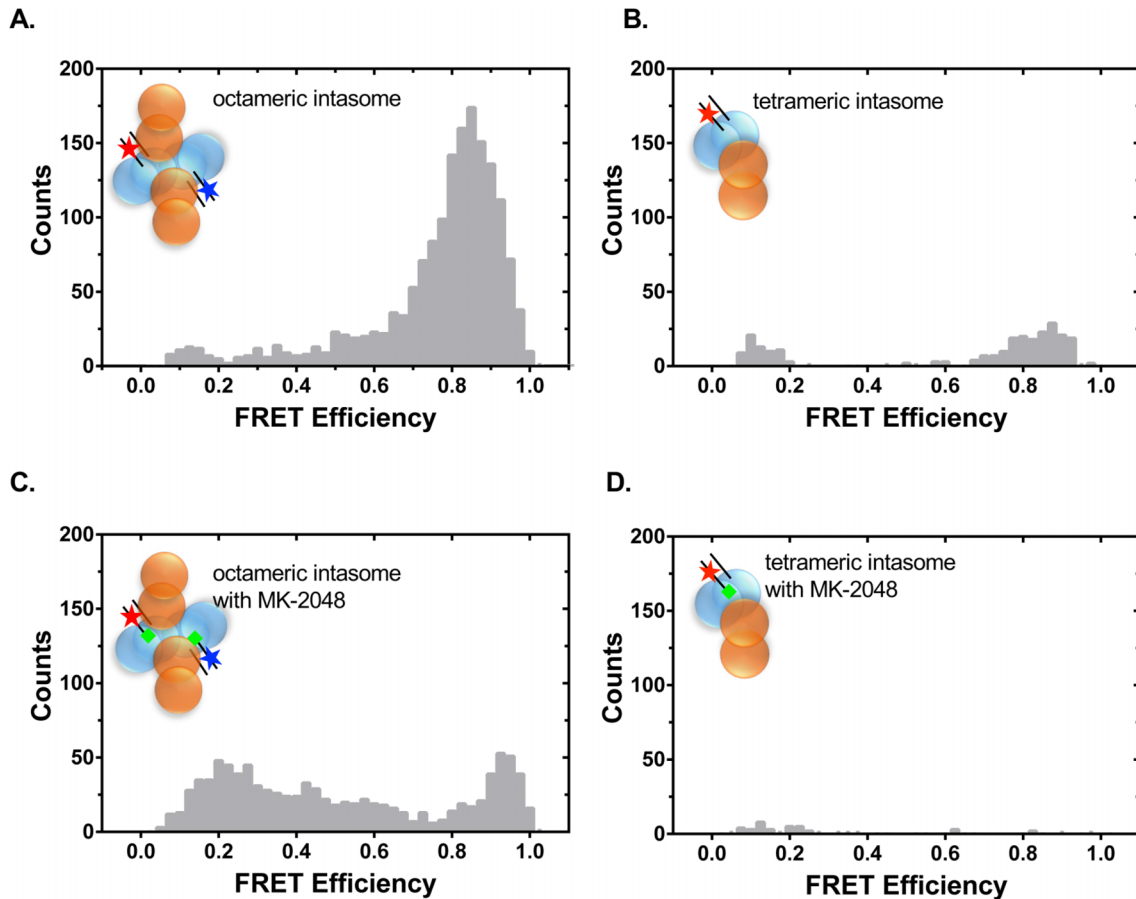 A.
200
150
100
50
0
Counts
octameric intasome
0.0 0.2 0.4 0.6 0.8 1.0
FRET Efficiency
B.
200
150
100
50
0
Counts
tetrameric intasome
0.0 0.2 0.4 0.6 0.8 1.0
FRET Efficiency
C.
200
150
100
50
0
Counts
octameric intasome
with MK-2048
0.0 0.2 0.4 0.6 0.8 1.0
FRET Efficiency
D.
200
150
100
50
0
Counts
tetrameric intasome
with MK-2048
0.0 0.2 0.4 0.6 0.8 1.0
FRET Efficiency